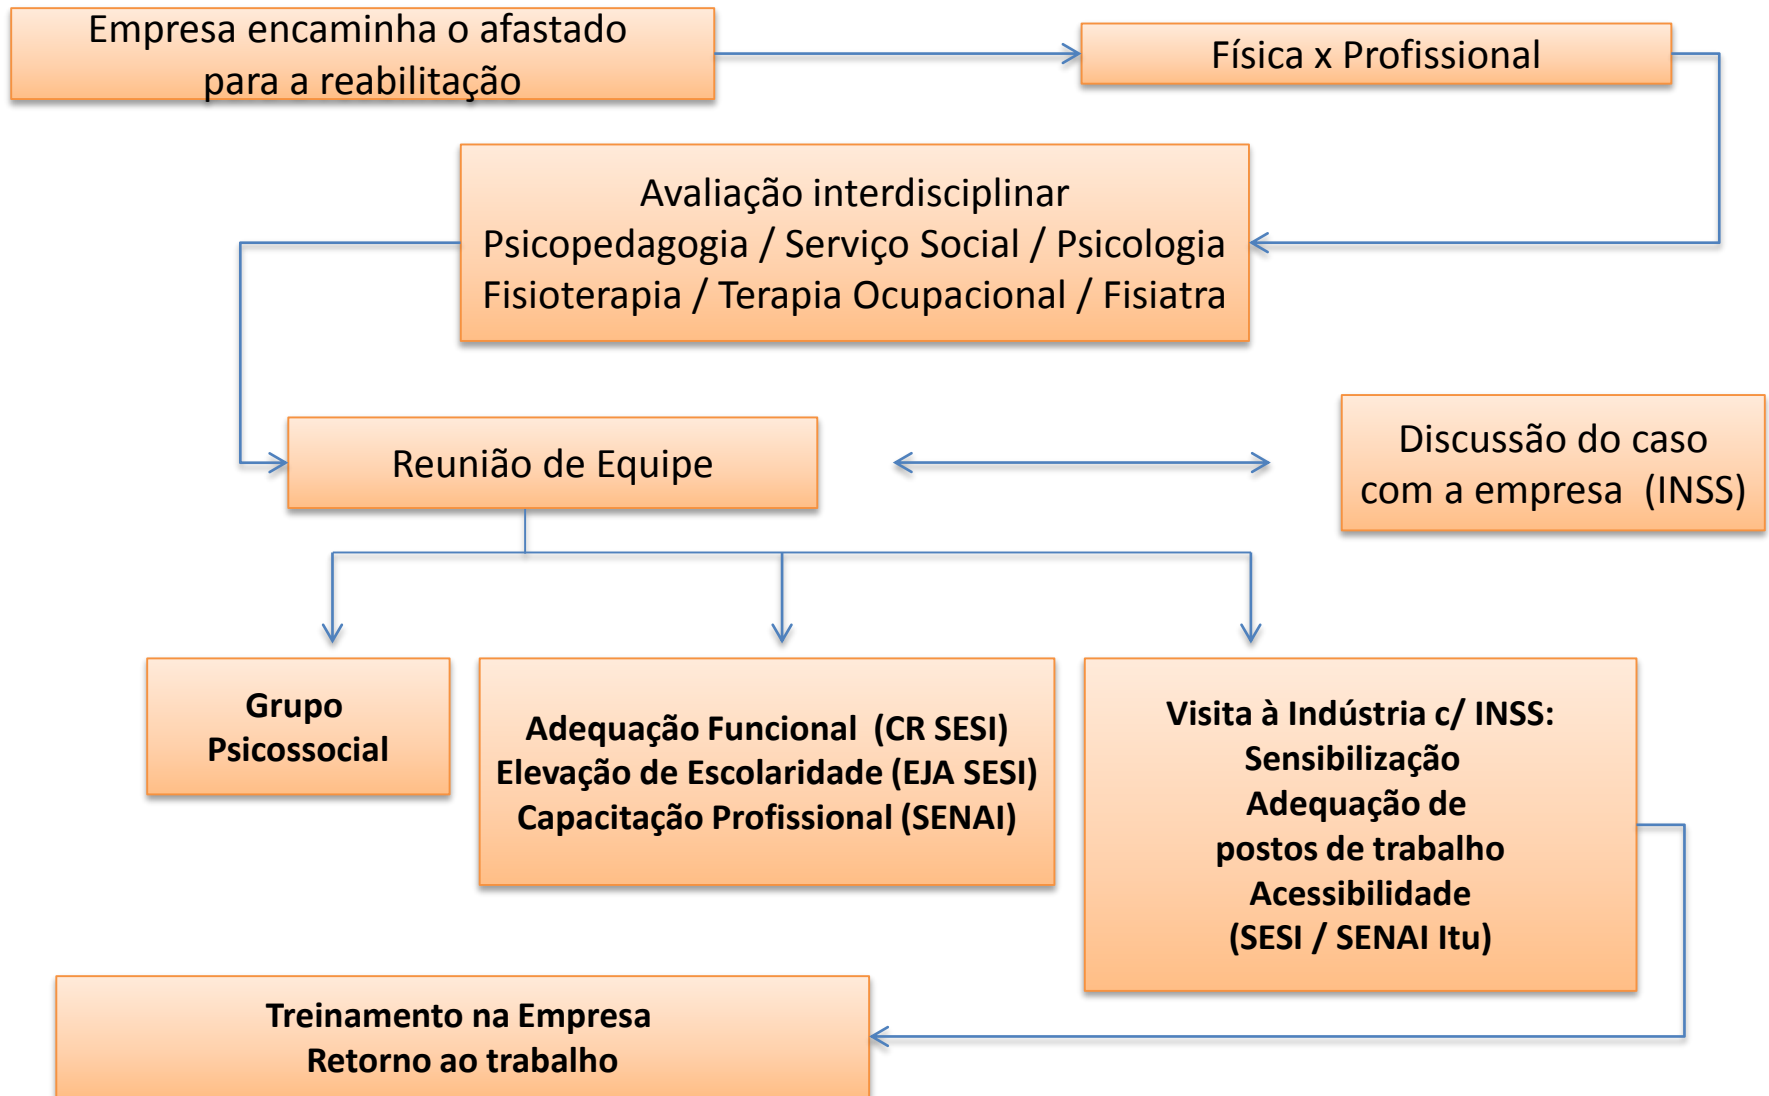 Empresa encaminha o afastado
para a reabilitação
Física x Profissional
Avaliação interdisciplinar
Psicopedagogia / Serviço Social / Psicologia
Fisioterapia / Terapia Ocupacional / Fisiatra
Reunião de Equipe
Discussão do caso
com a empresa (INSS)
Grupo
Psicossocial
Adequação Funcional (CR SESI)
Elevação de Escolaridade (EJA SESI)
Capacitação Profissional (SENAI)
Visita à Indústria c/ INSS:
Sensibilização
Adequação de
postos de trabalho
Acessibilidade
(SESI / SENAI Itu)
Treinamento na Empresa
Retorno ao trabalho